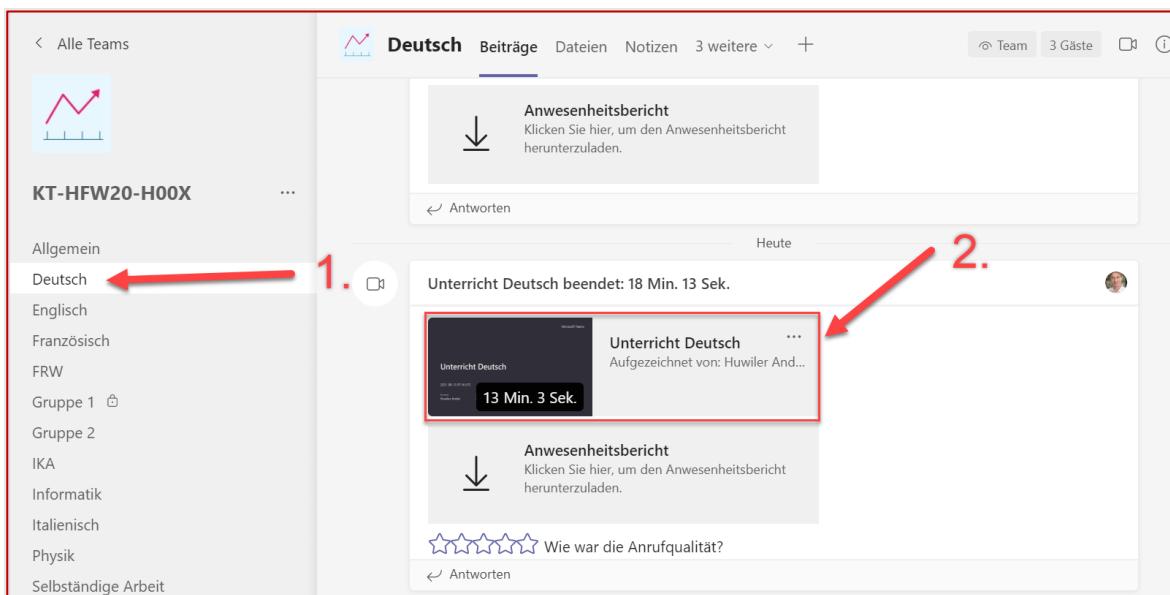 Alle Teams
KT-HFW20-H00X
Allgemein
Deutsch
Englisch
Französisch
FRW
Gruppe 1
Gruppe 2
IKA
Informatik
Italienisch
Physik
Selbständige Arbeit
1.
Deutsch Beiträge Dateien Notizen 3 weitere
Team 3 Gäste
Anwesenheitsbericht
Klicken Sie hier, um den Anwesenheitsbericht
herunterzuladen.
Antworten
Heute
2.
Unterricht Deutsch beendet: 18 Min. 13 Sek.
Unterricht Deutsch
13 Min. 3 Sek.
Unterricht Deutsch
Aufgezeichnet von: Huwiler And...
Anwesenheitsbericht
Klicken Sie hier, um den Anwesenheitsbericht
herunterzuladen.
Wie war die Anrufqualität?
Antworten